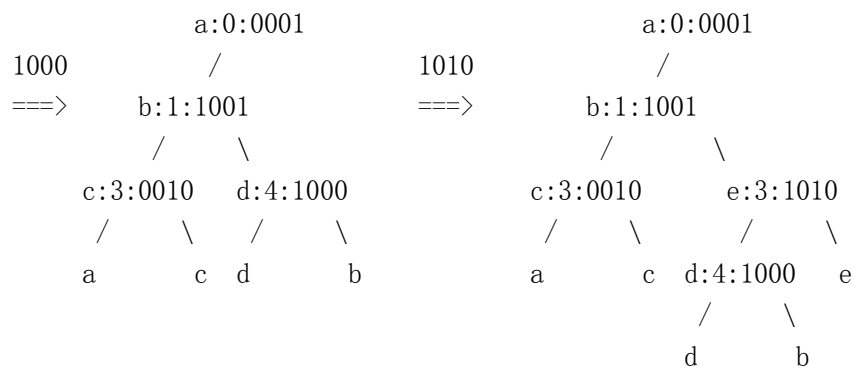 a:0:0001 a:0:0001
1000 / 1010 /
===> b:1:1001 ===> b:1:1001
/ \ / \
c:3:0010 d:4:1000 c:3:0010 e:3:1010
/ \ / \ / \ / \
a c d b a c d:4:1000 e
/ \
d b